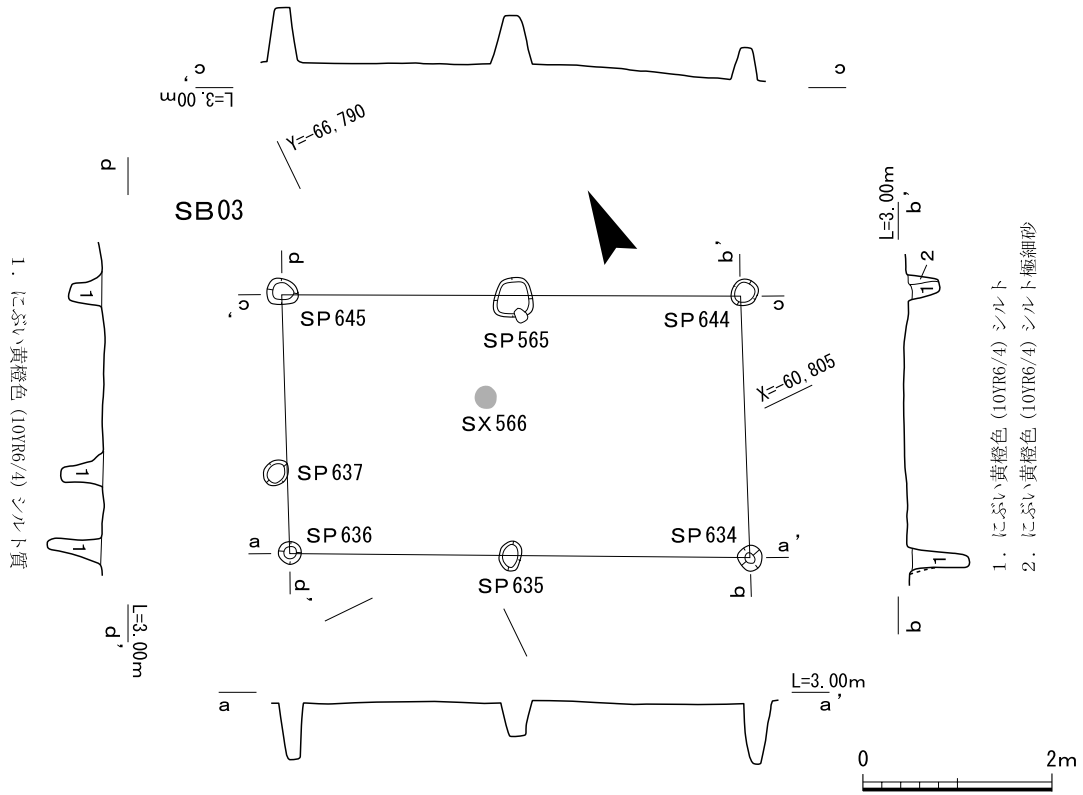 c’
L=3.00m
c
Y=-66,790
d
SB03
L=3.00m
b’
d
b’
c’
c
SP645
SP565
SP644
X=-60,805
SX566
SP637
SP636
SP634
a
a’
SP635
d’
b
1
1
1
2
1
1
1. にぶい黄橙色 (10YR6/4) シルト質
1. にぶい黄橙色 (10YR6/4) シルト
2. にぶい黄橙色 (10YR6/4) シルト極細砂
L=3.00m
d’
b
a
L=3.00m
a’
0
2m